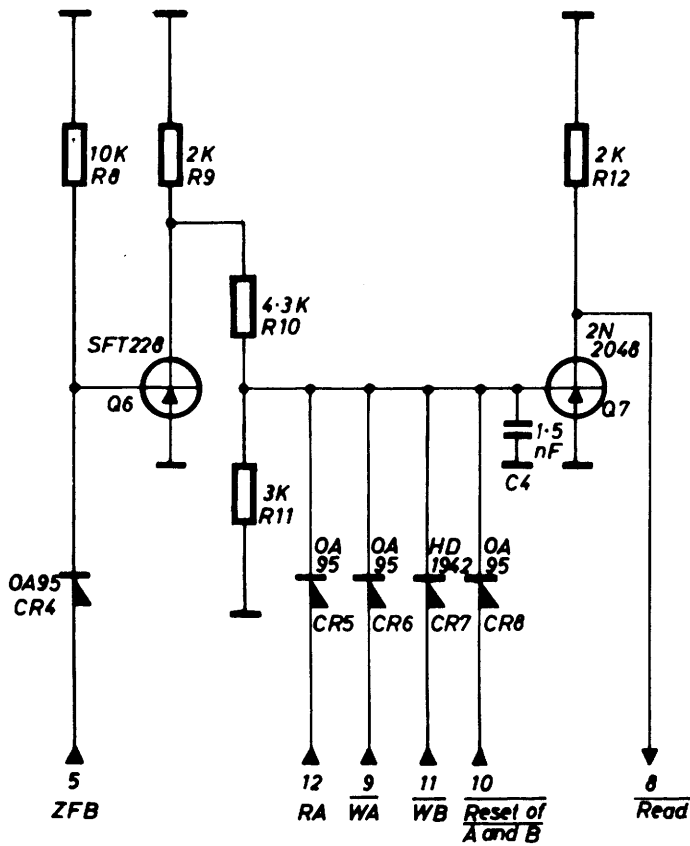 10K
R8
2K
R9
2K
R12
4.3K
R10
SFT228
Q6
2N
2048
Q7
1.5
nF
C4
3K
R11
OA95
CR4
OA
95
CR5
OA
95
CR6
HD
1942
CR7
OA
95
CR8
5
ZFB
12
RA
9
WA
11
WB
10
Reset of
A and B
8
Read